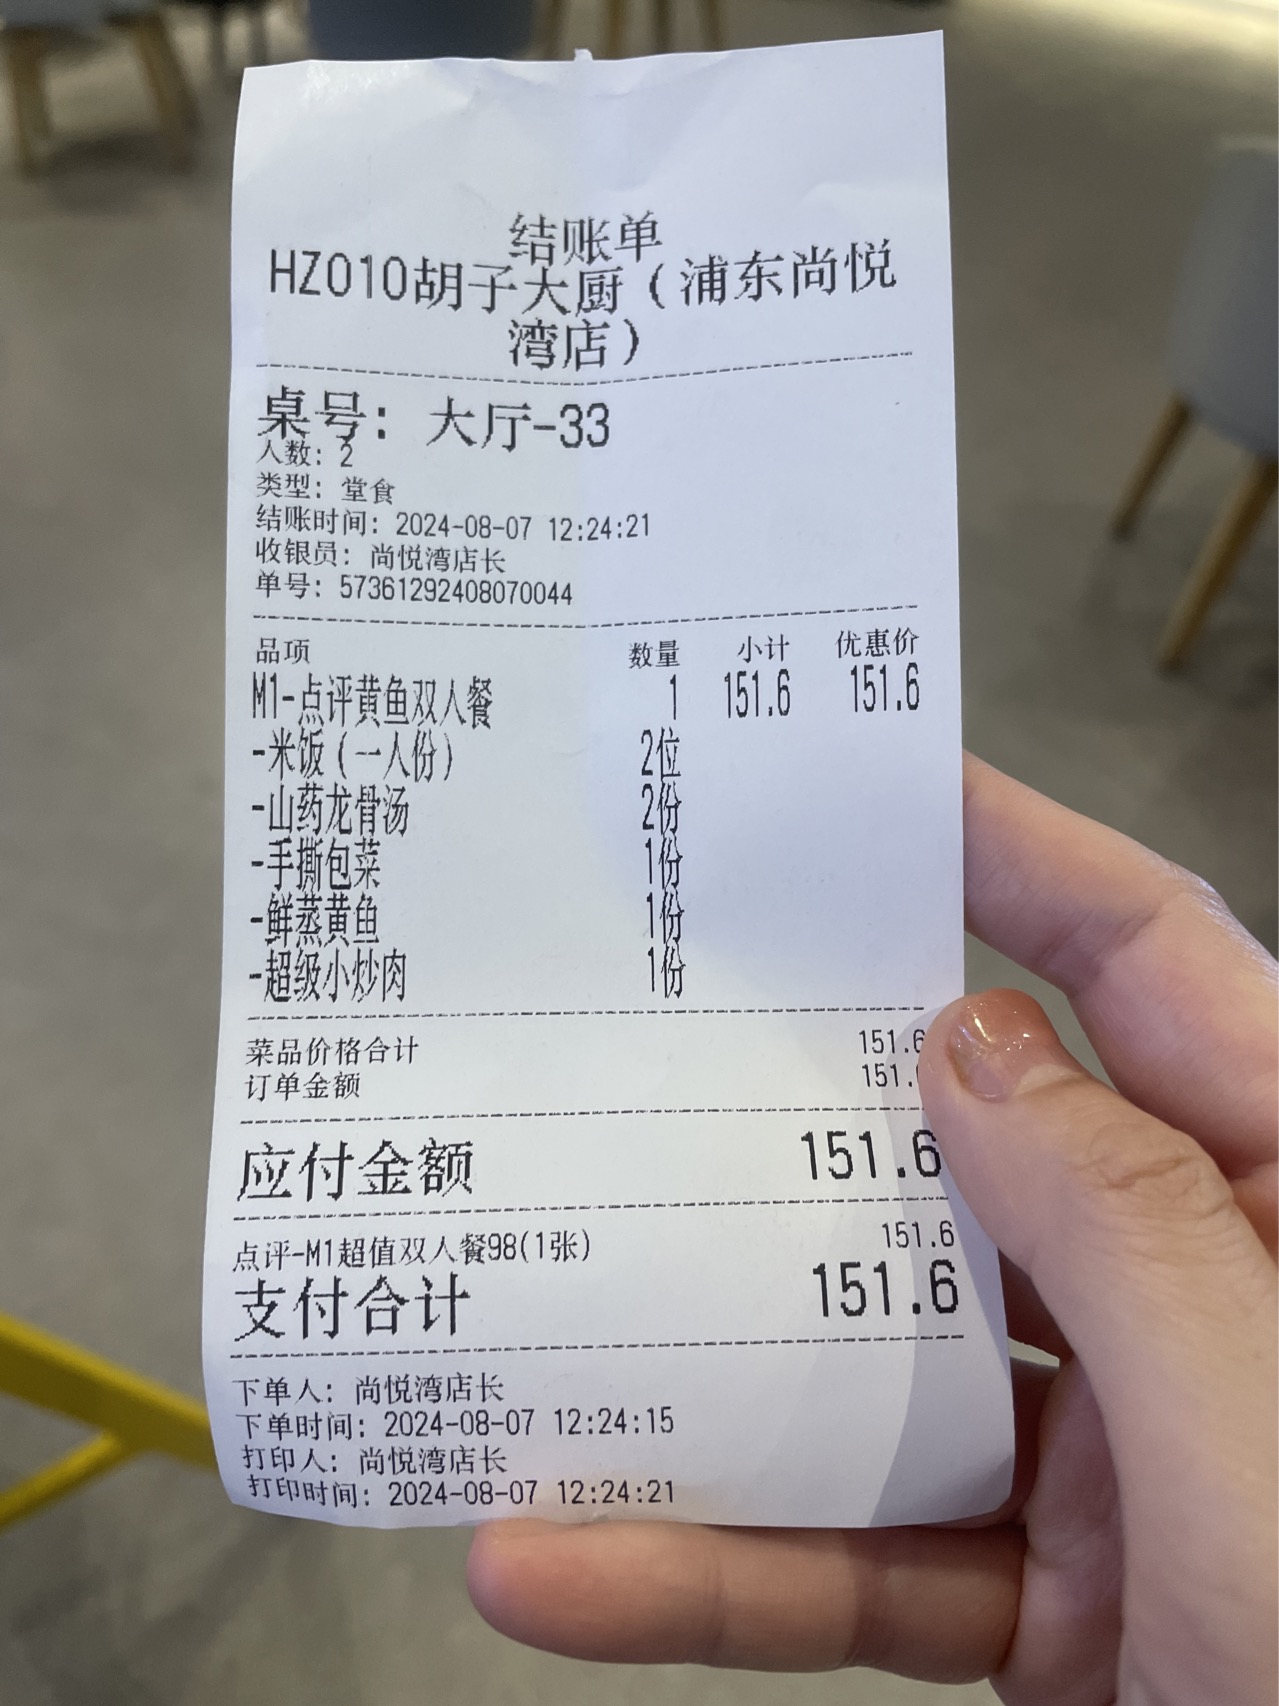 结账单
HZ010胡子大厨（浦东尚悦
湾店）
桌号：大厅-33
人数：2
类型：堂食
结账时间：2024-08-07 12:24:21
收银员：尚悦湾店长
单号：57361292408070044
品项 数量 小计 优惠价
M1-点评黄鱼双人餐 1 151.6 151.6
-米饭（一人份） 2位
-山药龙骨汤 2份
-手撕包菜 1份
-鲜蒸黄鱼 1份
-超级小炒肉 1份
菜品价格合计 151.6
订单金额 151.
应付金额 151.6
点评-M1超值双人餐98(1张) 151.6
支付合计 151.6
下单人：尚悦湾店长
下单时间：2024-08-07 12:24:15
打印人：尚悦湾店长
打印时间：2024-08-07 12:24:21